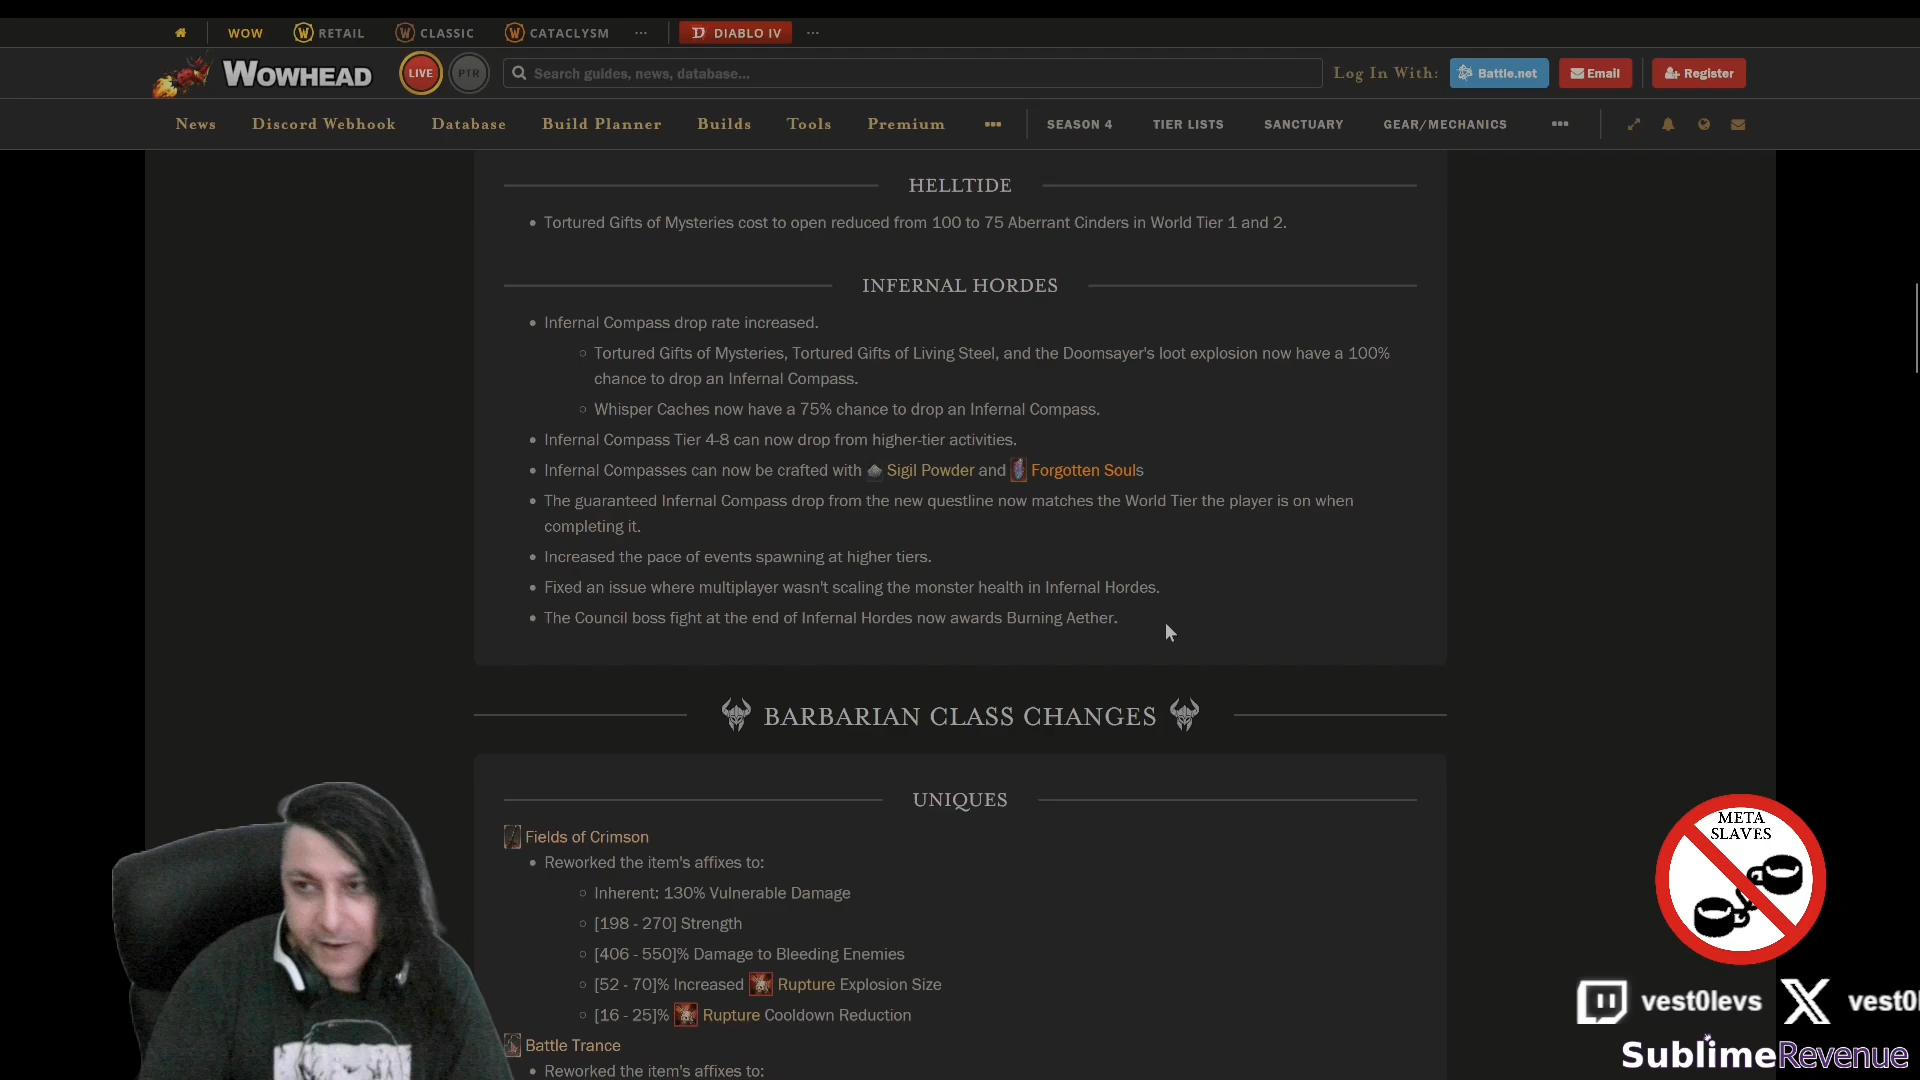 WOW RETAIL CLASSIC CATACLYSM ... DIABLO IV ...
WOWHEAD LIVE PTR Search guides, news, database... Log In With: Battle.net Email Register
News Discord Webhook Database Build Planner Builds Tools Premium ... SEASON 4 TIER LISTS SANCTUARY GEAR/MECHANICS ...
HELLTIDE
• Tortured Gifts of Mysteries cost to open reduced from 100 to 75 Aberrant Cinders in World Tier 1 and 2.
INFERNAL HORDES
• Infernal Compass drop rate increased.
○ Tortured Gifts of Mysteries, Tortured Gifts of Living Steel, and the Doomsayer's loot explosion now have a 100%
chance to drop an Infernal Compass.
○ Whisper Caches now have a 75% chance to drop an Infernal Compass.
• Infernal Compass Tier 4-8 can now drop from higher-tier activities.
• Infernal Compasses can now be crafted with Sigil Powder and Forgotten Souls
• The guaranteed Infernal Compass drop from the new questline now matches the World Tier the player is on when
completing it.
• Increased the pace of events spawning at higher tiers.
• Fixed an issue where multiplayer wasn't scaling the monster health in Infernal Hordes.
• The Council boss fight at the end of Infernal Hordes now awards Burning Aether.
BARBARIAN CLASS CHANGES
UNIQUES
Fields of Crimson
• Reworked the item's affixes to:
○ Inherent: 130% Vulnerable Damage
○ [198 - 270] Strength
○ [406 - 550]% Damage to Bleeding Enemies
○ [52 - 70]% Increased Rupture Explosion Size
○ [16 - 25]% Rupture Cooldown Reduction
Battle Trance
• Reworked the item's affixes to:
META
SLAVES
vest0levs vest0l
SublimeRevenue